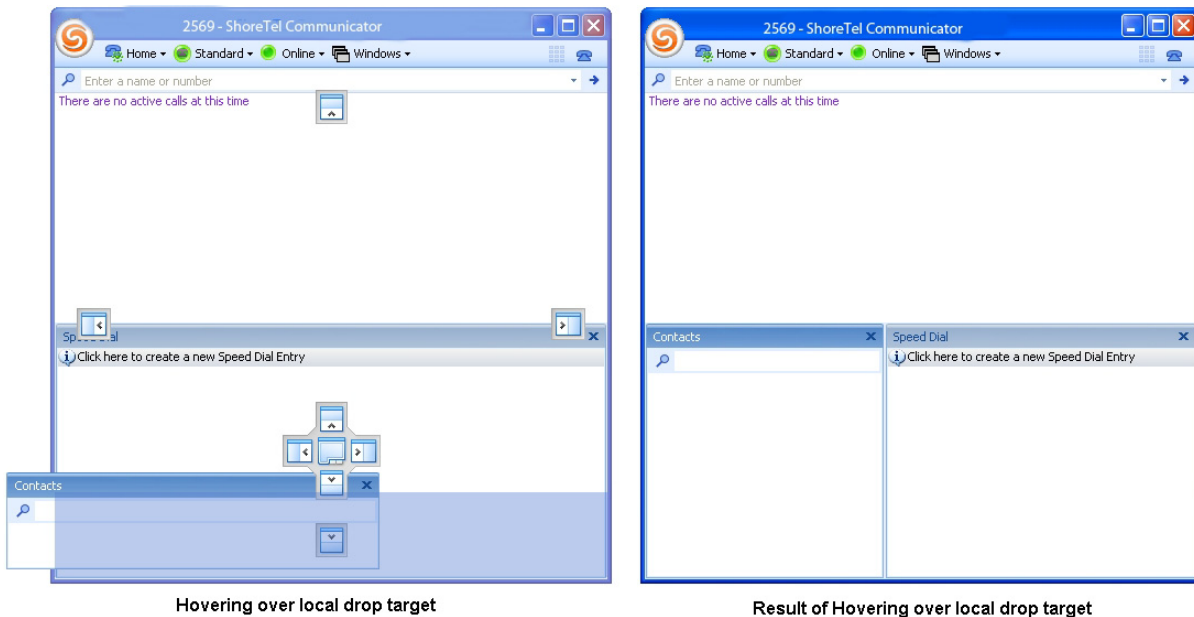 2569 - ShoreTel Communicator
Home Standard Online Windows
Enter a name or number
There are no active calls at this time
Speed Dial
Click here to create a new Speed Dial Entry
Contacts
Hovering over local drop target
2569 - ShoreTel Communicator
Home Standard Online Windows
Enter a name or number
There are no active calls at this time
Contacts
Speed Dial
Click here to create a new Speed Dial Entry
Result of Hovering over local drop target